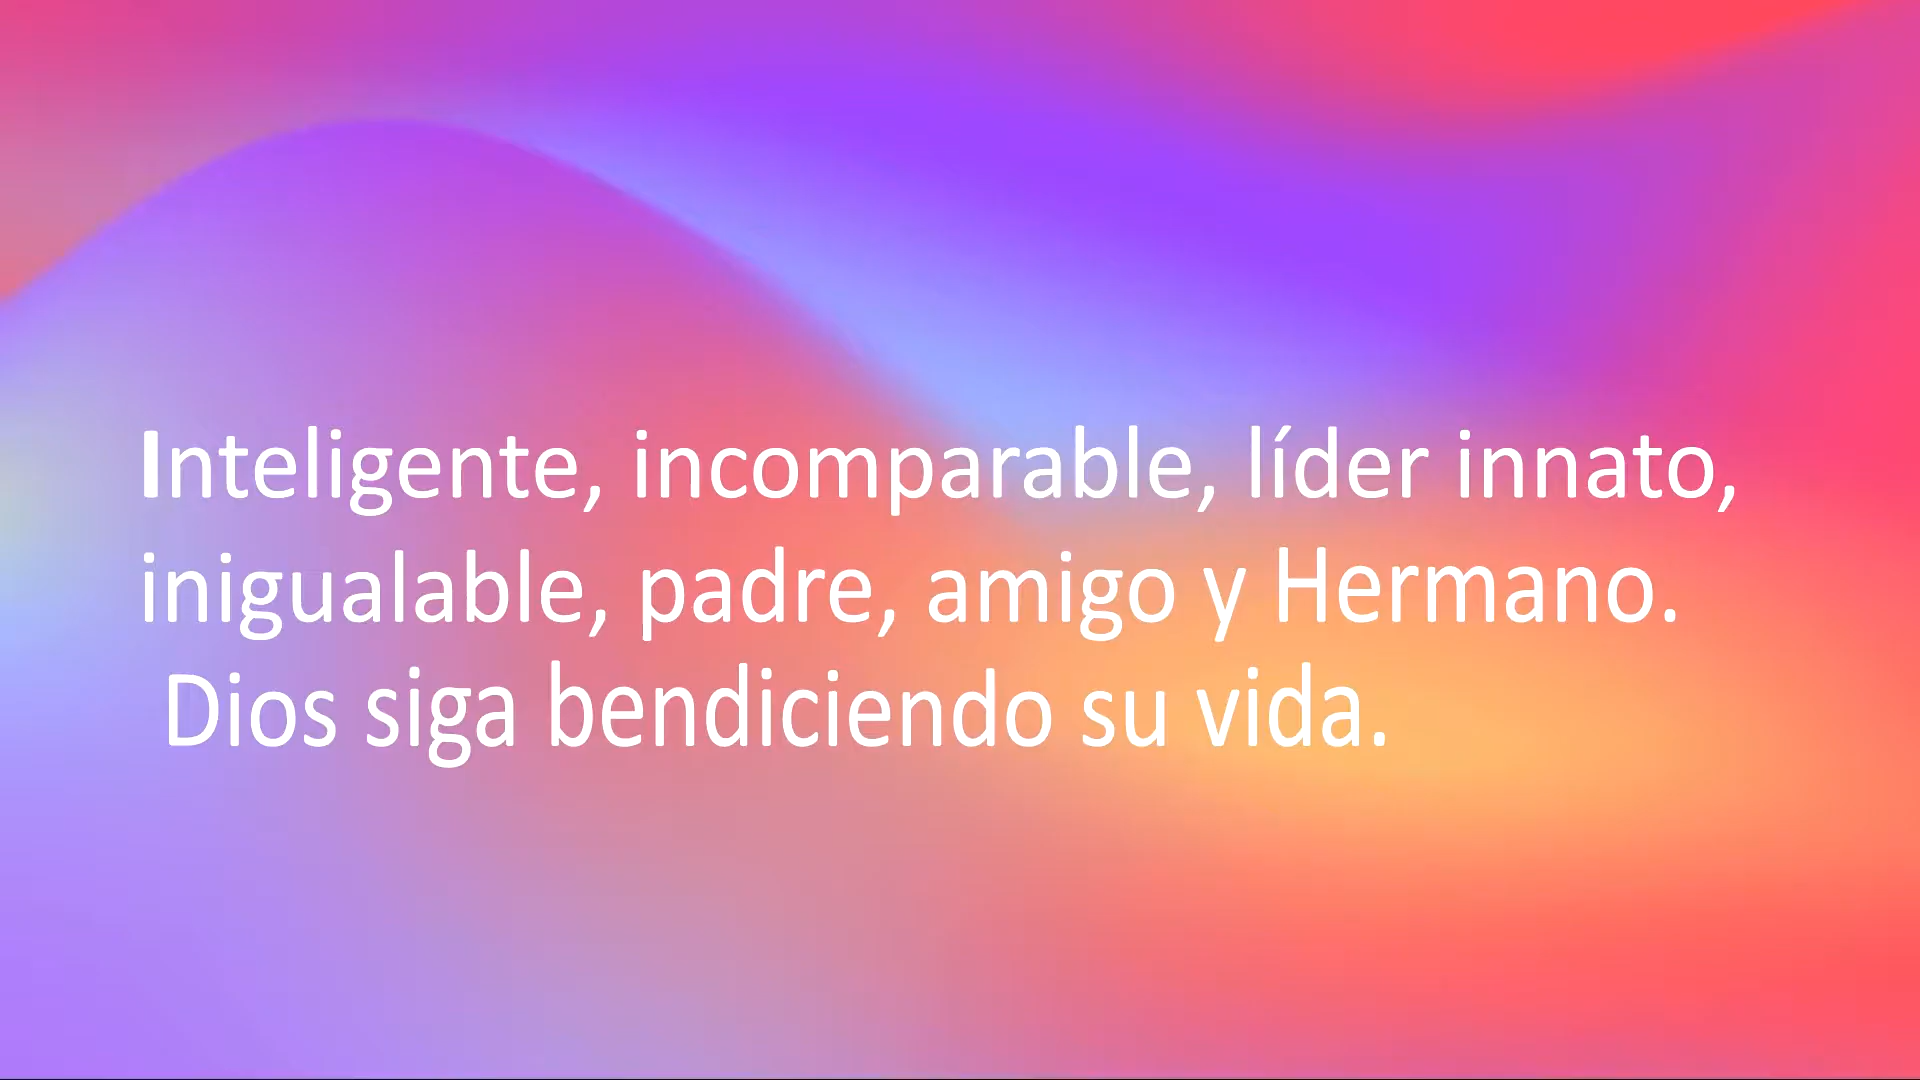 Inteligente, incomparable, líder innato,
inigualable, padre, amigo y Hermano.
Dios siga bendiciendo su vida.